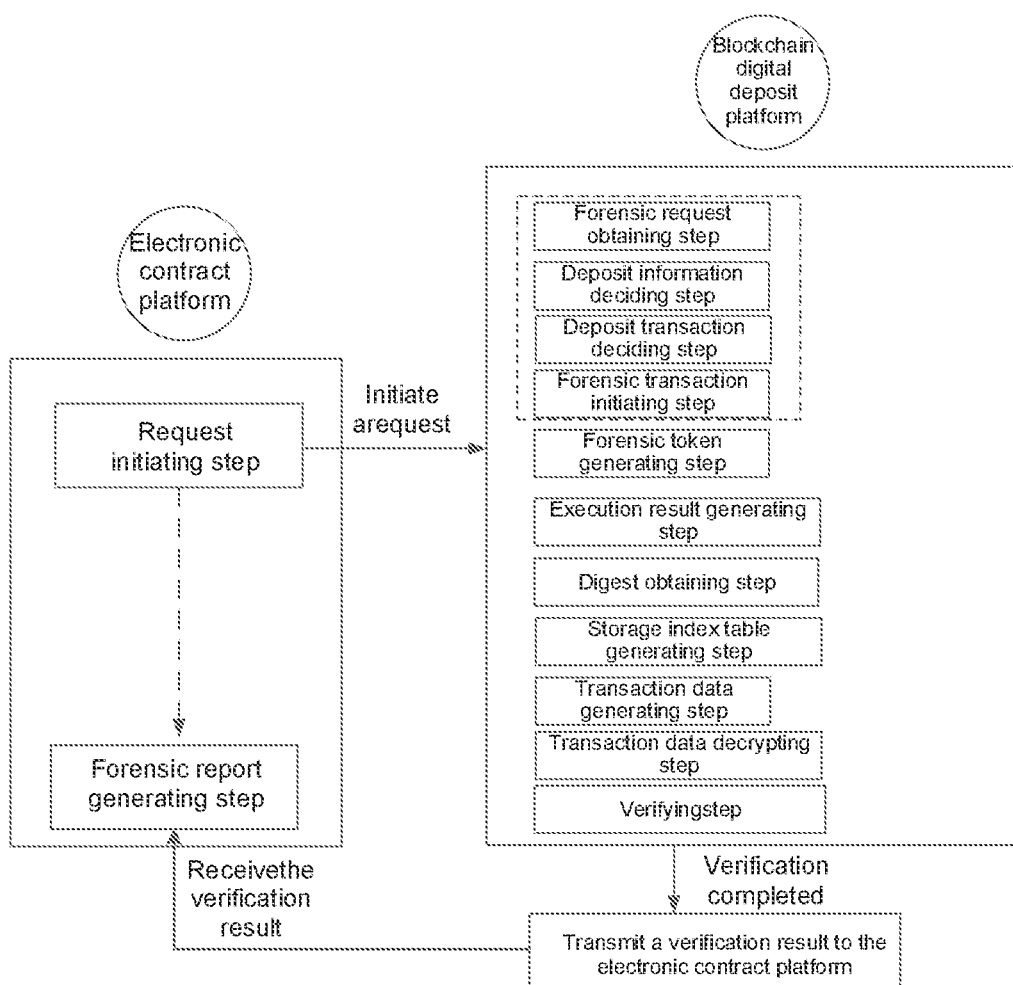 Blockchain
digital
deposit
platform
Electronic
contract
platform
Request
initiating step
Forensic report
generating step
Initiate
arequest
Forensic request
obtaining step
Deposit information
deciding step
Deposit transaction
deciding step
Forensic transaction
initiating step
Forensic token
generating step
Execution result generating
step
Digest obtaining step
Storage index table
generating step
Transaction data
generating step
Transaction data decrypting
step
Verifyingstep
Receivethe
verification
result
Verification
completed
Transmit a verification result to the
electronic contract platform